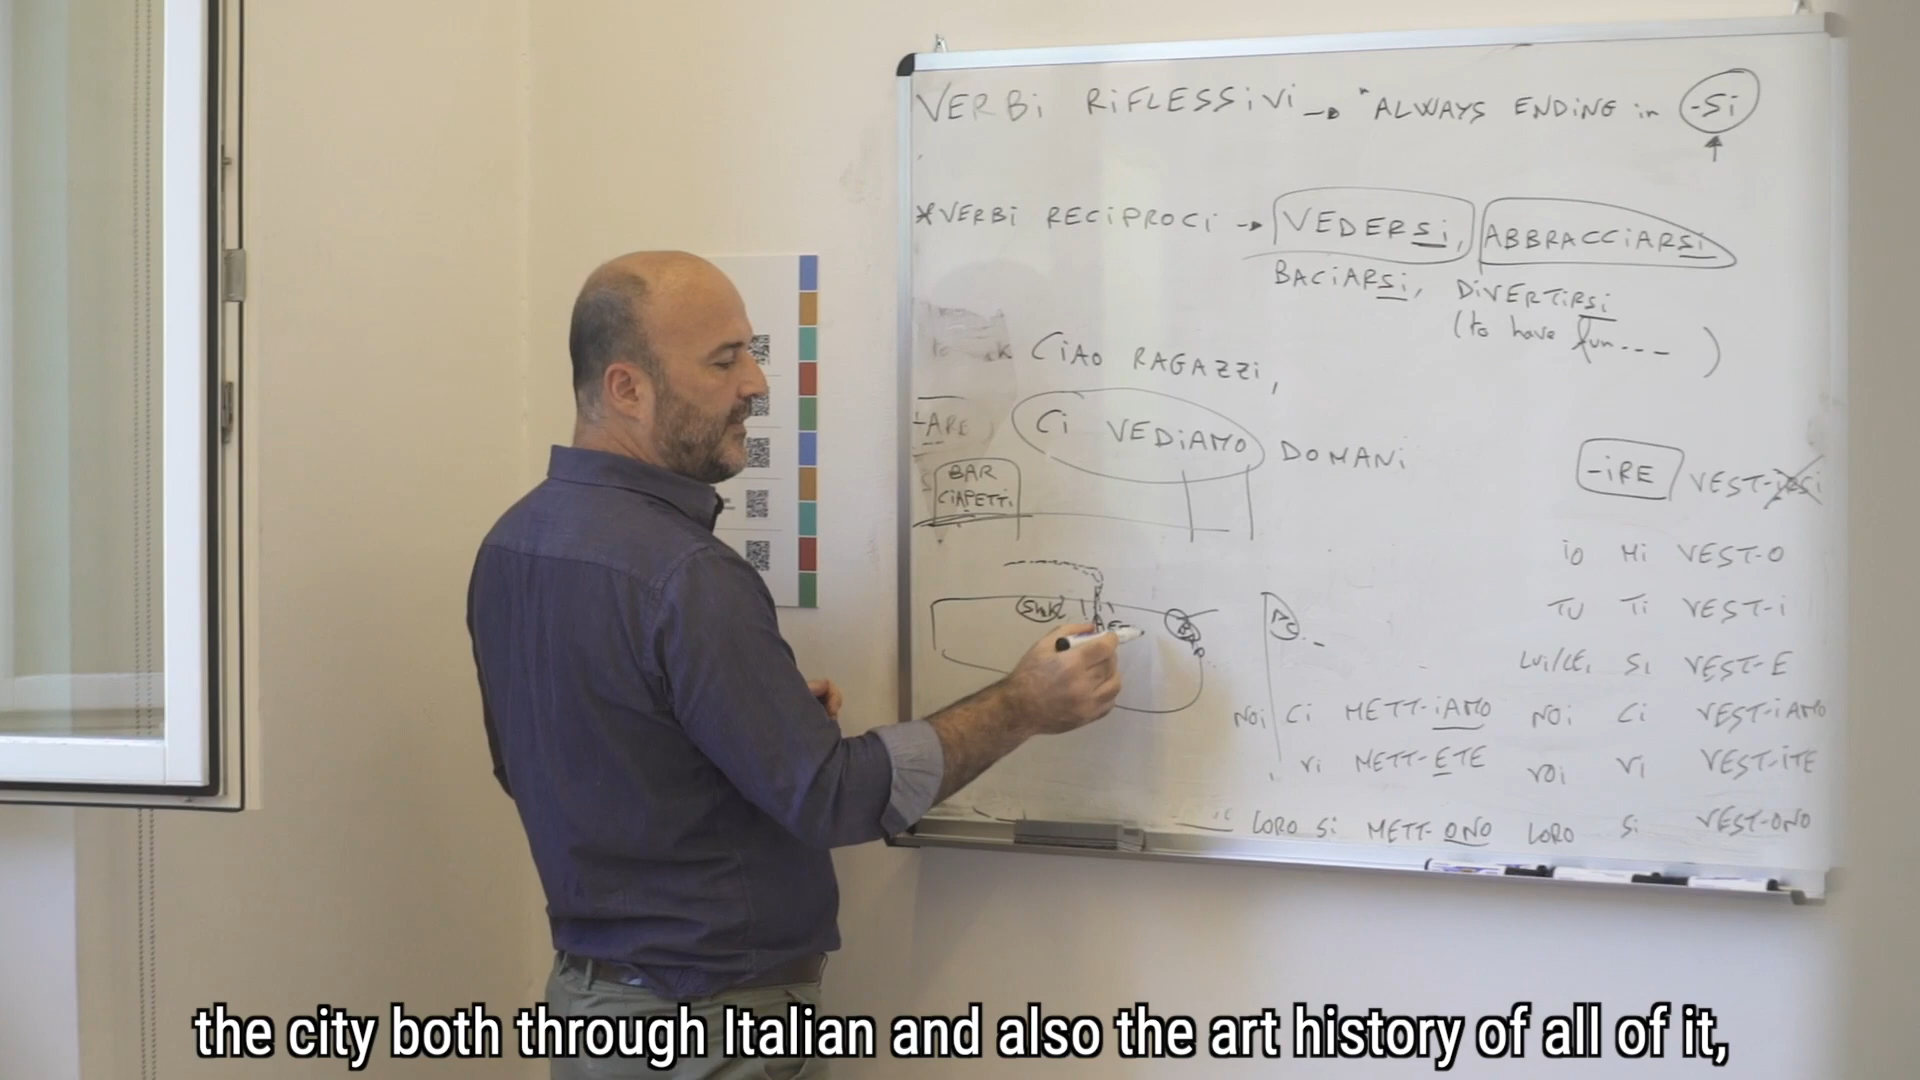 VERBi RiFLESSiVi → "ALWAYS ENDiNG in -Si
*VERBi RECiPROCi → VEDERSi, ABBRACCiARSi
BACiARSi, DiVERTiRSi
(to have fun--- )
CiAO RAGAZZi,
-ARE
Ci VEDiAMO DOMANi
BAR
CiAPETTi
-iRE VEST-iRSi
io Mi VEST-O
TU Ti VEST-i
LUi/LEi Si VEST-E
NOi Ci METT-iAMO NOi Ci VEST-iAMO
Vi METT-ETE VOi Vi VEST-iTE
LORO Si METT-ONO LORO Si VEST-ONO
the city both through Italian and also the art history of all of it,